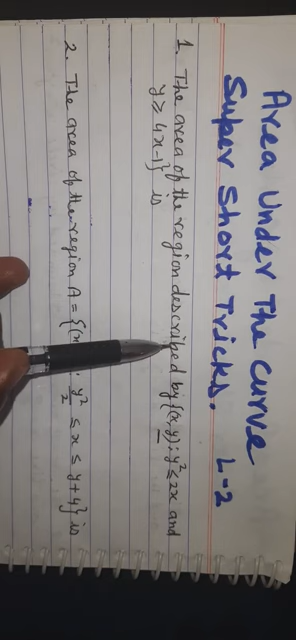 Area Under The Curve
Super Short Tricks. L-2
1. The area of the region described by {(x,y): y² ≤ 2x and
y ≥ 4x-1} is
2. The area of the region A = {(x : y²/2 ≤ x ≤ y+4} is